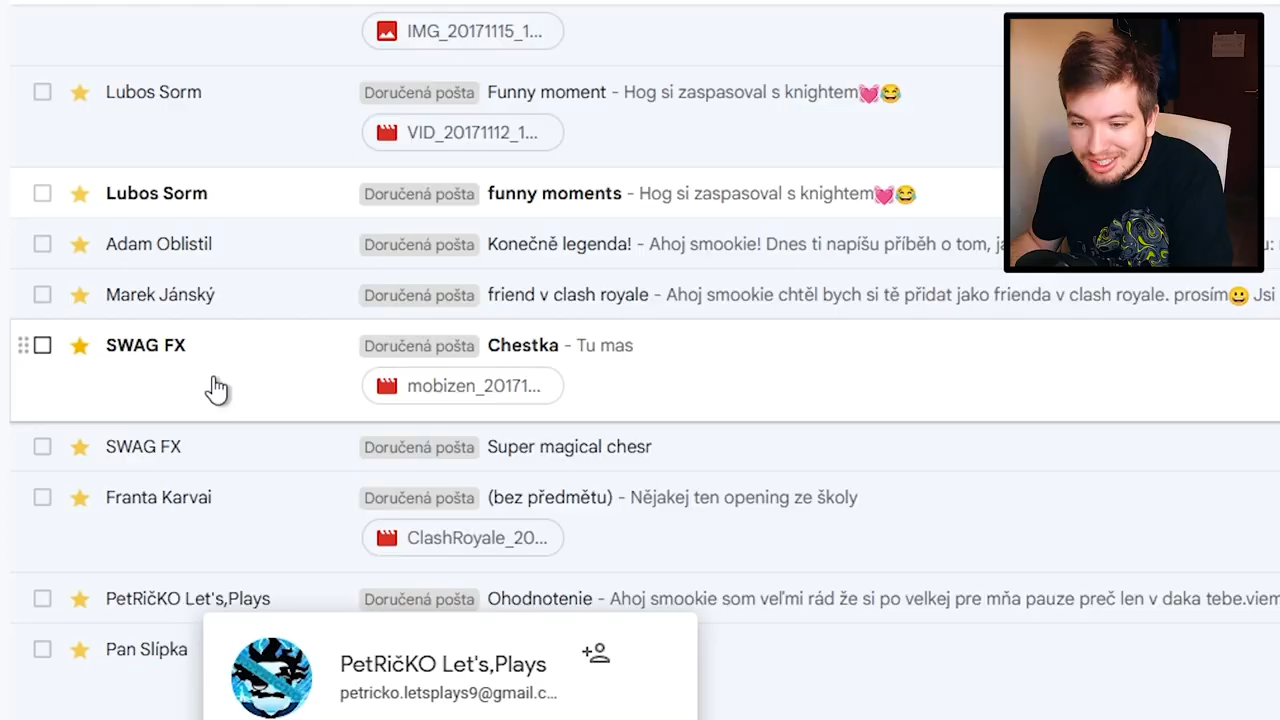 IMG_20171115_1...
Lubos Sorm Doručená pošta Funny moment - Hog si zaspasoval s knightem💓😂
VID_20171112_1...
Lubos Sorm Doručená pošta funny moments - Hog si zaspasoval s knightem💓😂
Adam Oblistil Doručená pošta Konečně legenda! - Ahoj smookie! Dnes ti napíšu příběh o tom,
Marek Jánský Doručená pošta friend v clash royale - Ahoj smookie chtěl bych si tě přidat jako frienda v clash royale. prosím😀 Jsi
SWAG FX Doručená pošta Chestka - Tu mas
mobizen_20171...
SWAG FX Doručená pošta Super magical chesr
Franta Karvai Doručená pošta (bez předmětu) - Nějakej ten opening ze školy
ClashRoyale_20...
PetRičKO Let's,Plays Doručená pošta Ohodnotenie - Ahoj smookie som veľmi rád že si po velkej pre mňa pauze preč len v daka tebe.viem
Pan Slípka
PetRičKO Let's,Plays
petricko.letsplays9@gmail.c...